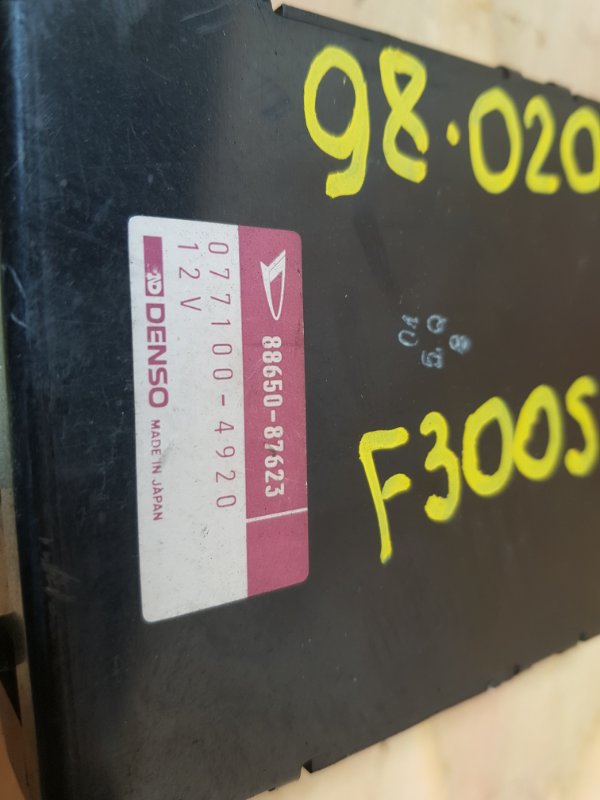 98.020
88650-87623
077100-4920
12V
DENSO MADE IN JAPAN
F300S